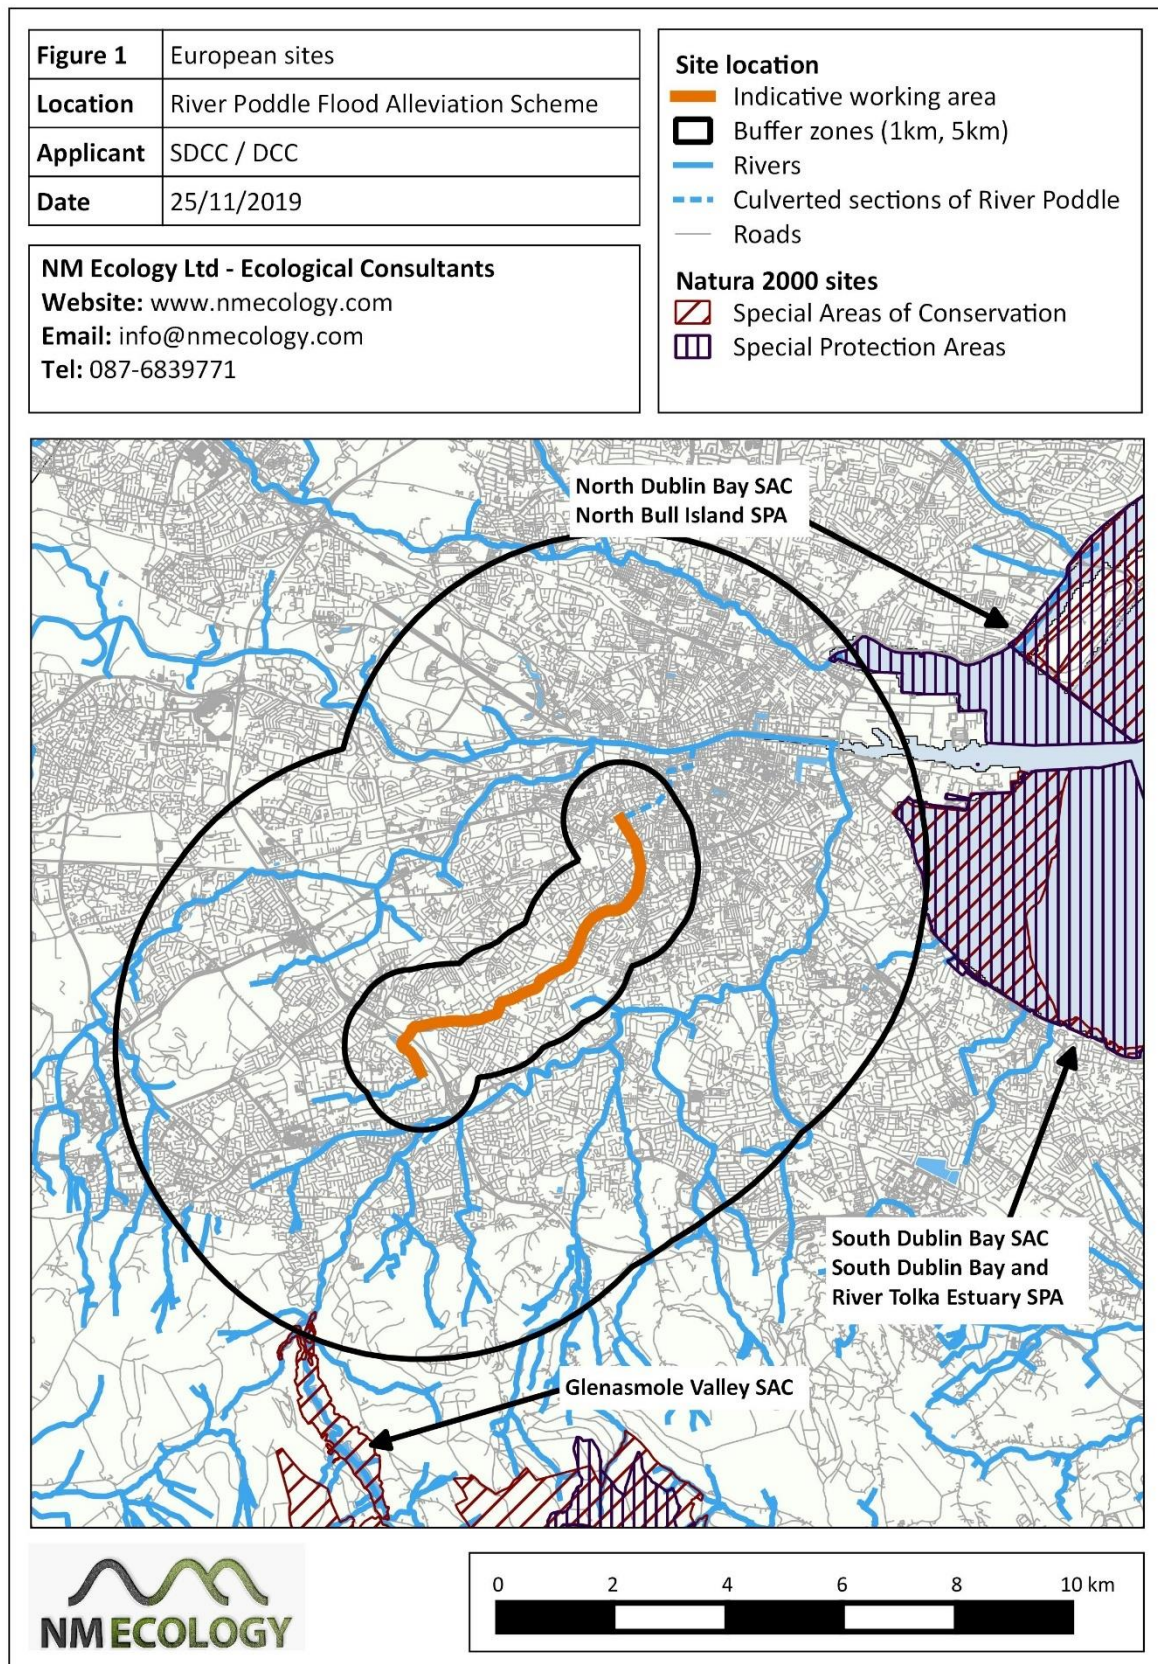 Figure 1 European sites
Location River Poddle Flood Alleviation Scheme
Applicant SDCC / DCC
Date 25/11/2019
NM Ecology Ltd - Ecological Consultants
Website: www.nmecology.com
Email: info@nmecology.com
Tel: 087-6839771
Site location
Indicative working area
Buffer zones (1km, 5km)
Rivers
Culverted sections of River Poddle
Roads
Natura 2000 sites
Special Areas of Conservation
Special Protection Areas
North Dublin Bay SAC
North Bull Island SPA
South Dublin Bay SAC
South Dublin Bay and
River Tolka Estuary SPA
Glenasmole Valley SAC
NM ECOLOGY
0 2 4 6 8 10 km